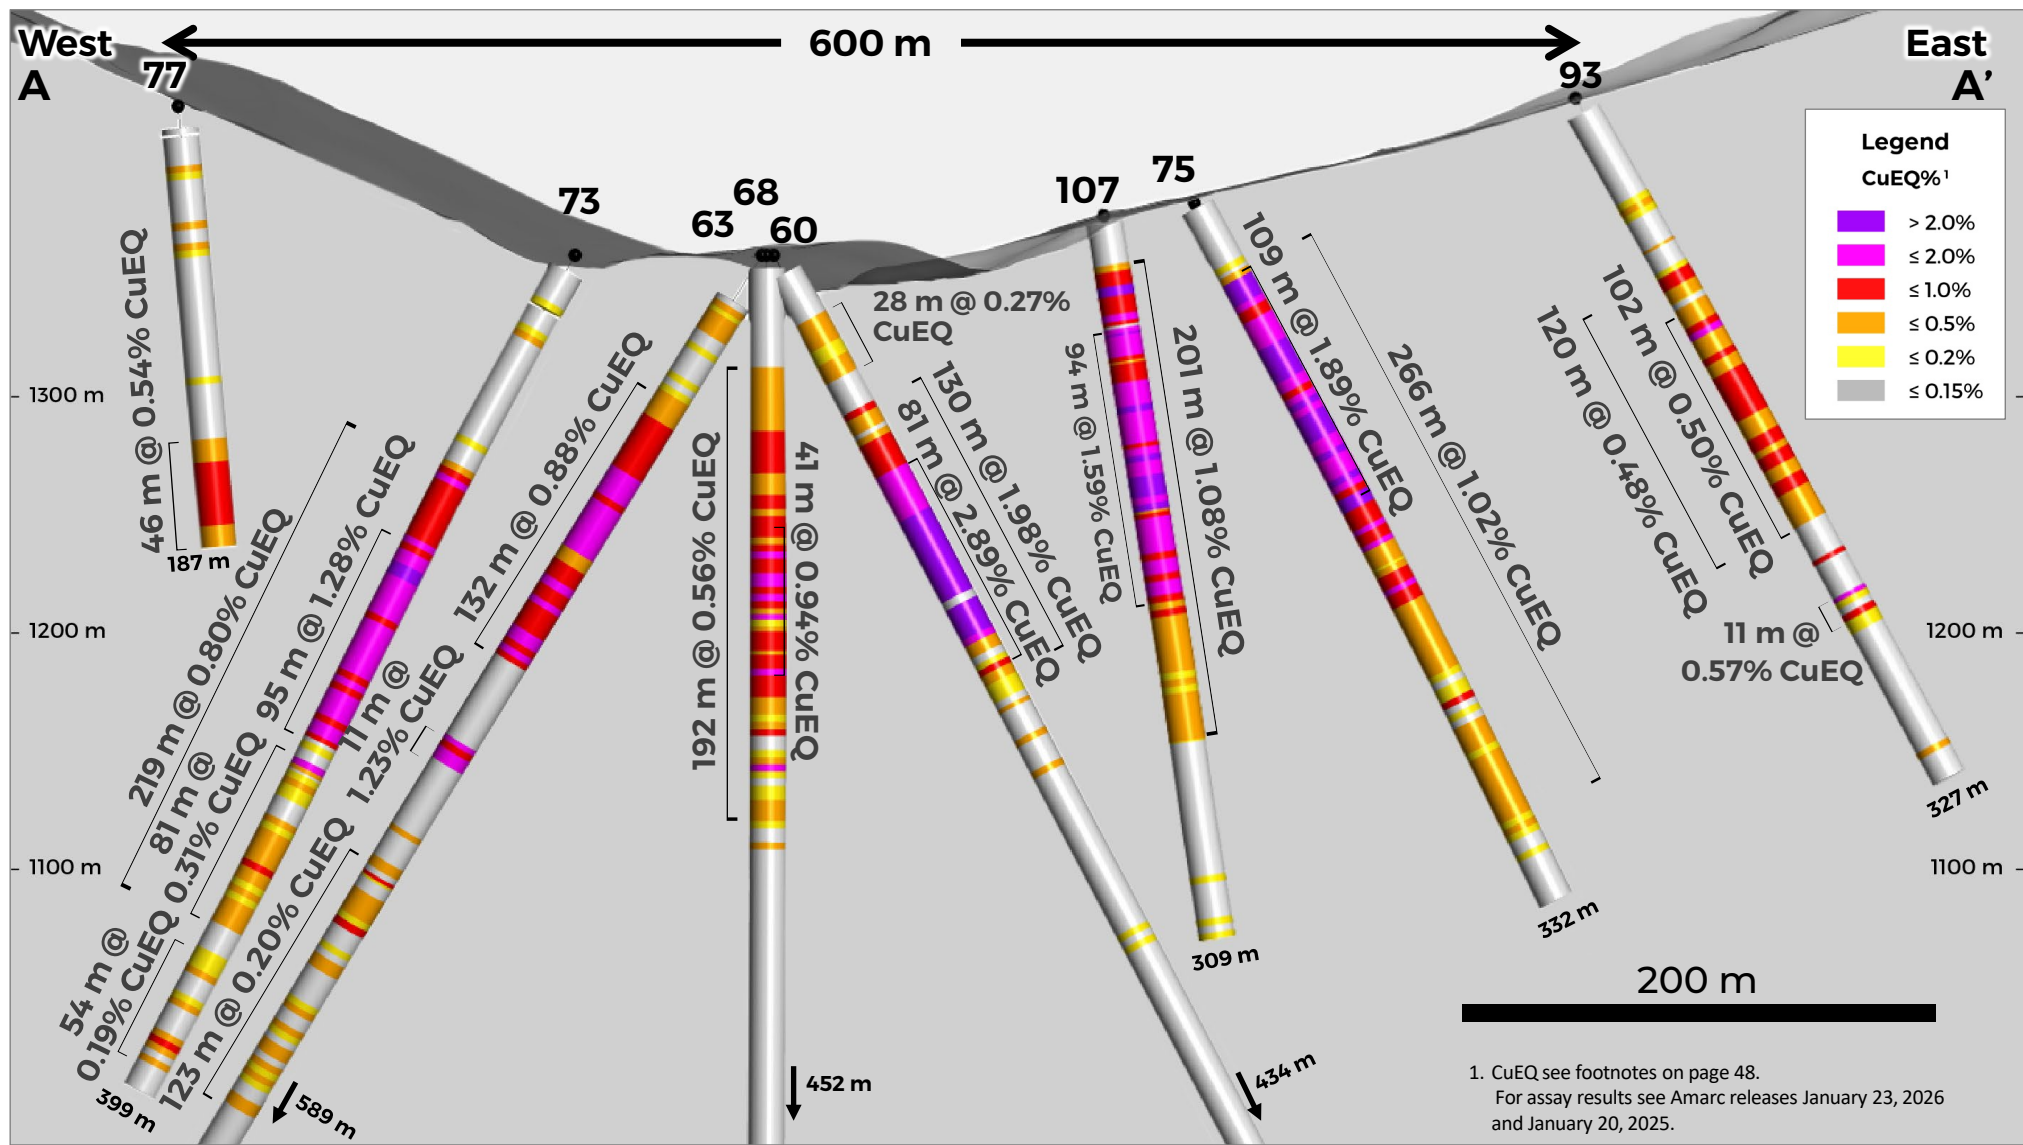 West
A
600 m
East
A’
77
73
68
63
60
107
75
93
Legend
CuEQ%¹
> 2.0%
≤ 2.0%
≤ 1.0%
≤ 0.5%
≤ 0.2%
≤ 0.15%
1300 m
1200 m
1100 m
1200 m
1100 m
46 m @ 0.54% CuEQ
187 m
219 m @ 0.80% CuEQ
95 m @ 1.28% CuEQ
81 m @
0.31% CuEQ
54 m @
0.19% CuEQ
399 m
132 m @ 0.88% CuEQ
11 m @
1.23% CuEQ
123 m @ 0.20% CuEQ
589 m
192 m @ 0.56% CuEQ
41 m @ 0.94% CuEQ
452 m
28 m @ 0.27%
CuEQ
130 m @ 1.98% CuEQ
81 m @ 2.89% CuEQ
434 m
94 m @ 1.59% CuEQ
201 m @ 1.08% CuEQ
309 m
109 m @ 1.89% CuEQ
266 m @ 1.02% CuEQ
332 m
102 m @ 0.50% CuEQ
120 m @ 0.48% CuEQ
11 m @
0.57% CuEQ
327 m
200 m
1. CuEQ see footnotes on page 48.
For assay results see Amarc releases January 23, 2026
and January 20, 2025.